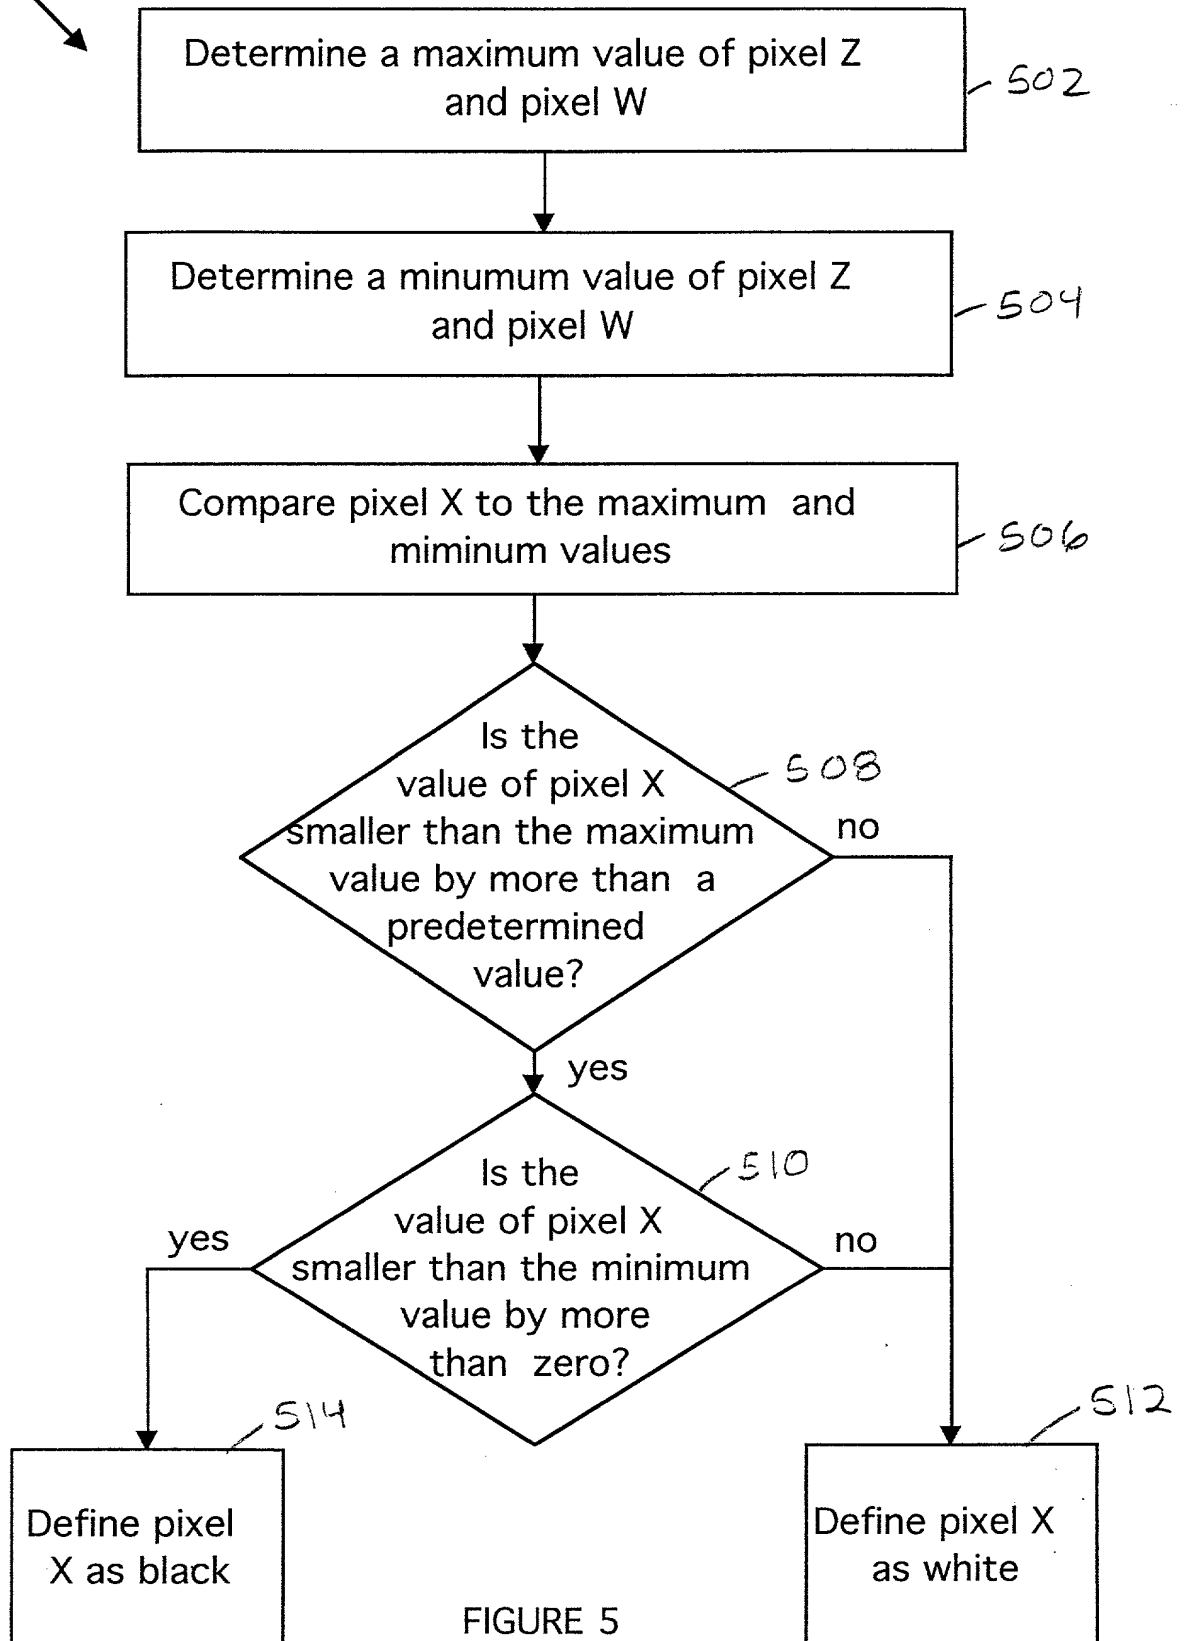 Determine a maximum value of pixel Z
and pixel W
502
Determine a minumum value of pixel Z
and pixel W
504
Compare pixel X to the maximum and
miminum values
506
Is the
value of pixel X
smaller than the maximum
value by more than a
predetermined
value?
508
no
yes
Is the
value of pixel X
smaller than the minimum
value by more
than zero?
510
yes
no
514
512
Define pixel
X as black
Define pixel X
as white
FIGURE 5